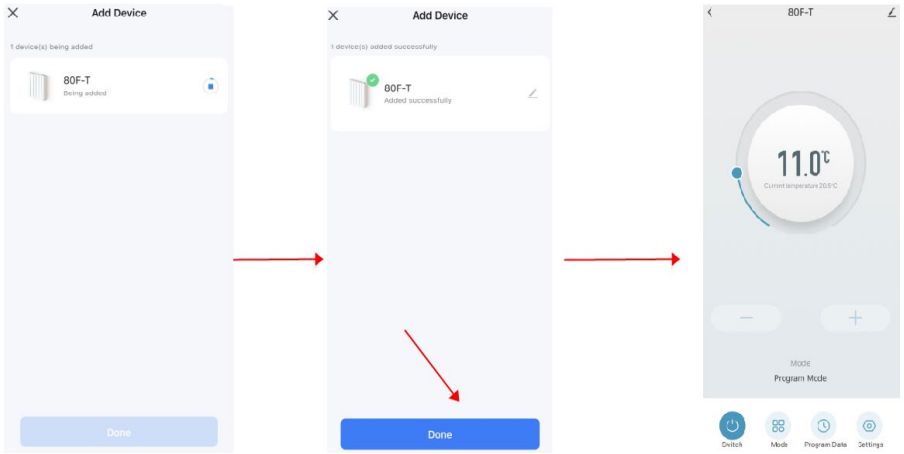 Add Device
1 device(s) being added
80F-T
Being added
Done
Add Device
1 device(s) added successfully
80F-T
Added successfully
Done
80F-T
11.0°C
Current temperature 20.5°C
Mode
Program Mode
Switch
Mode
Program Data
Settings